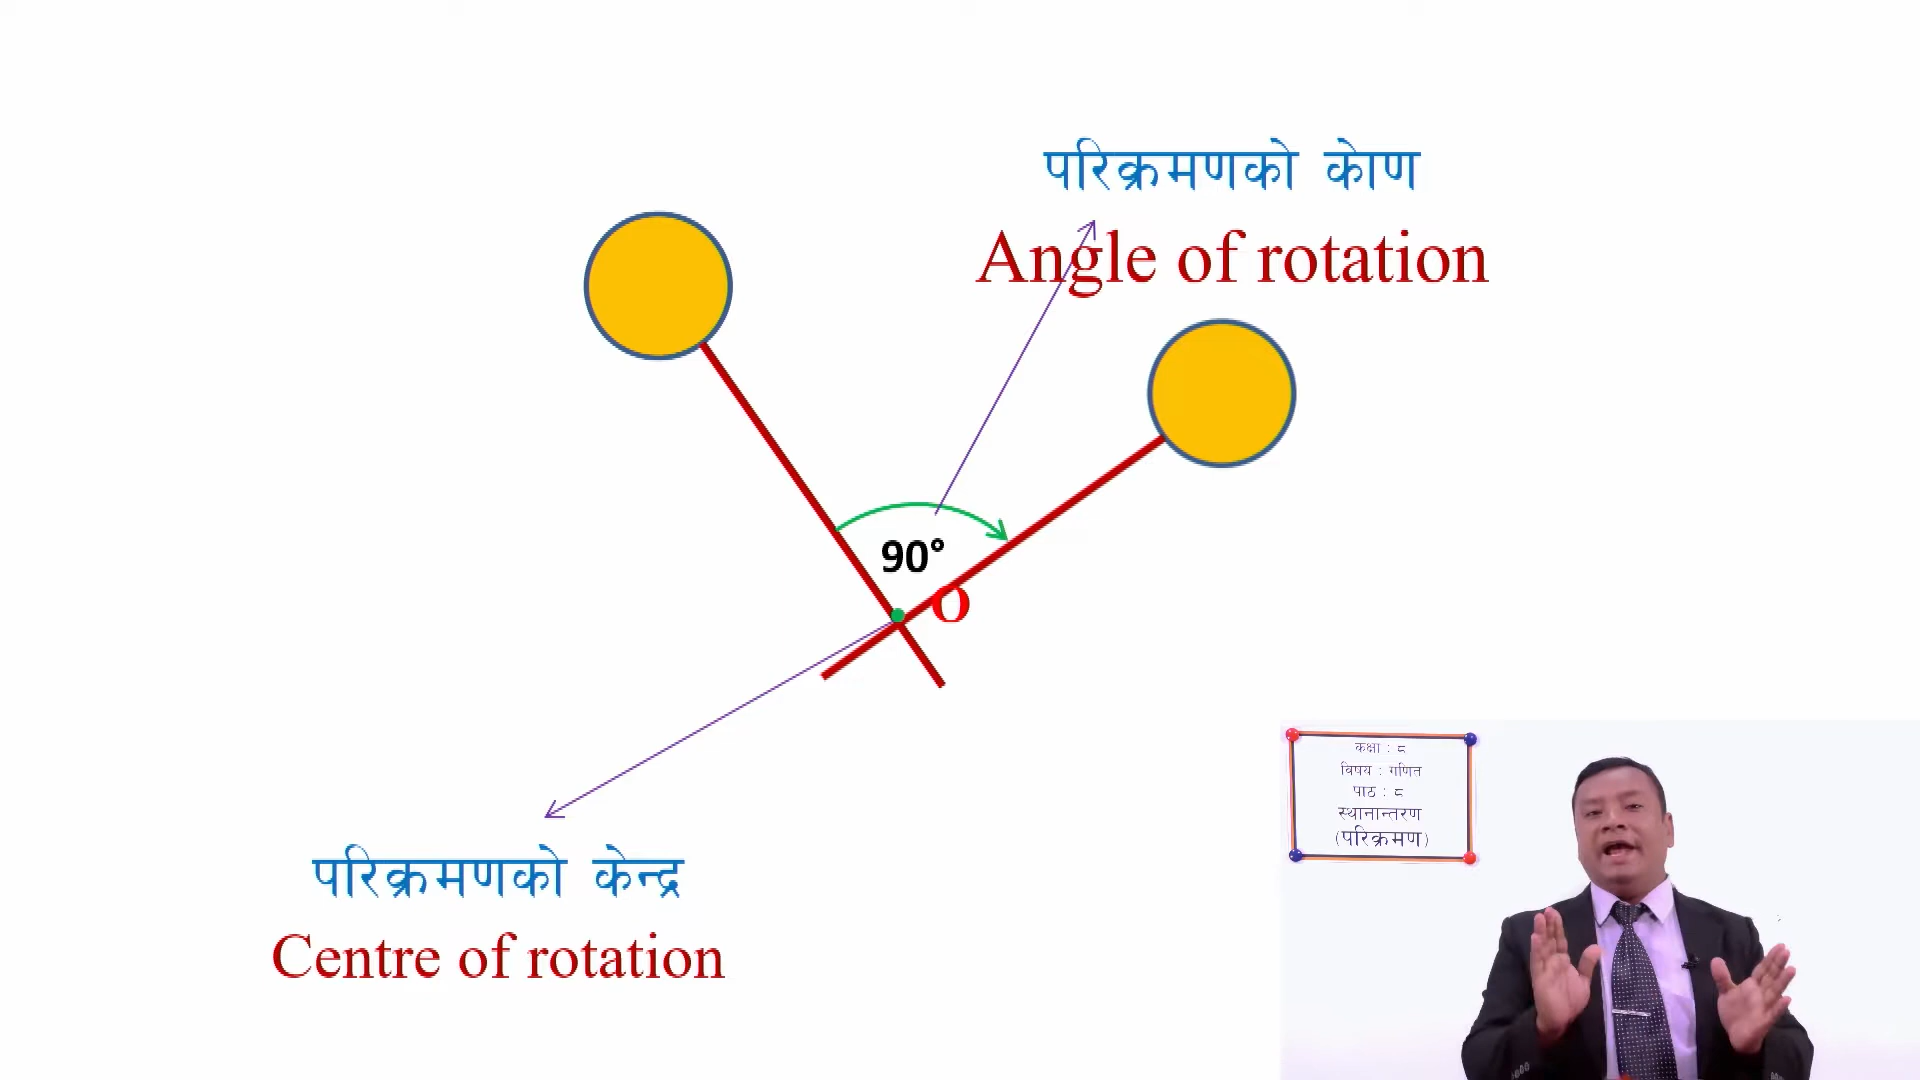 परिक्रमणको कोण
Angle of rotation
90°
O
परिक्रमणको केन्द्र
Centre of rotation
कक्षा : ८
विषय : गणित
पाठ : ८
स्थानान्तरण
(परिक्रमण)